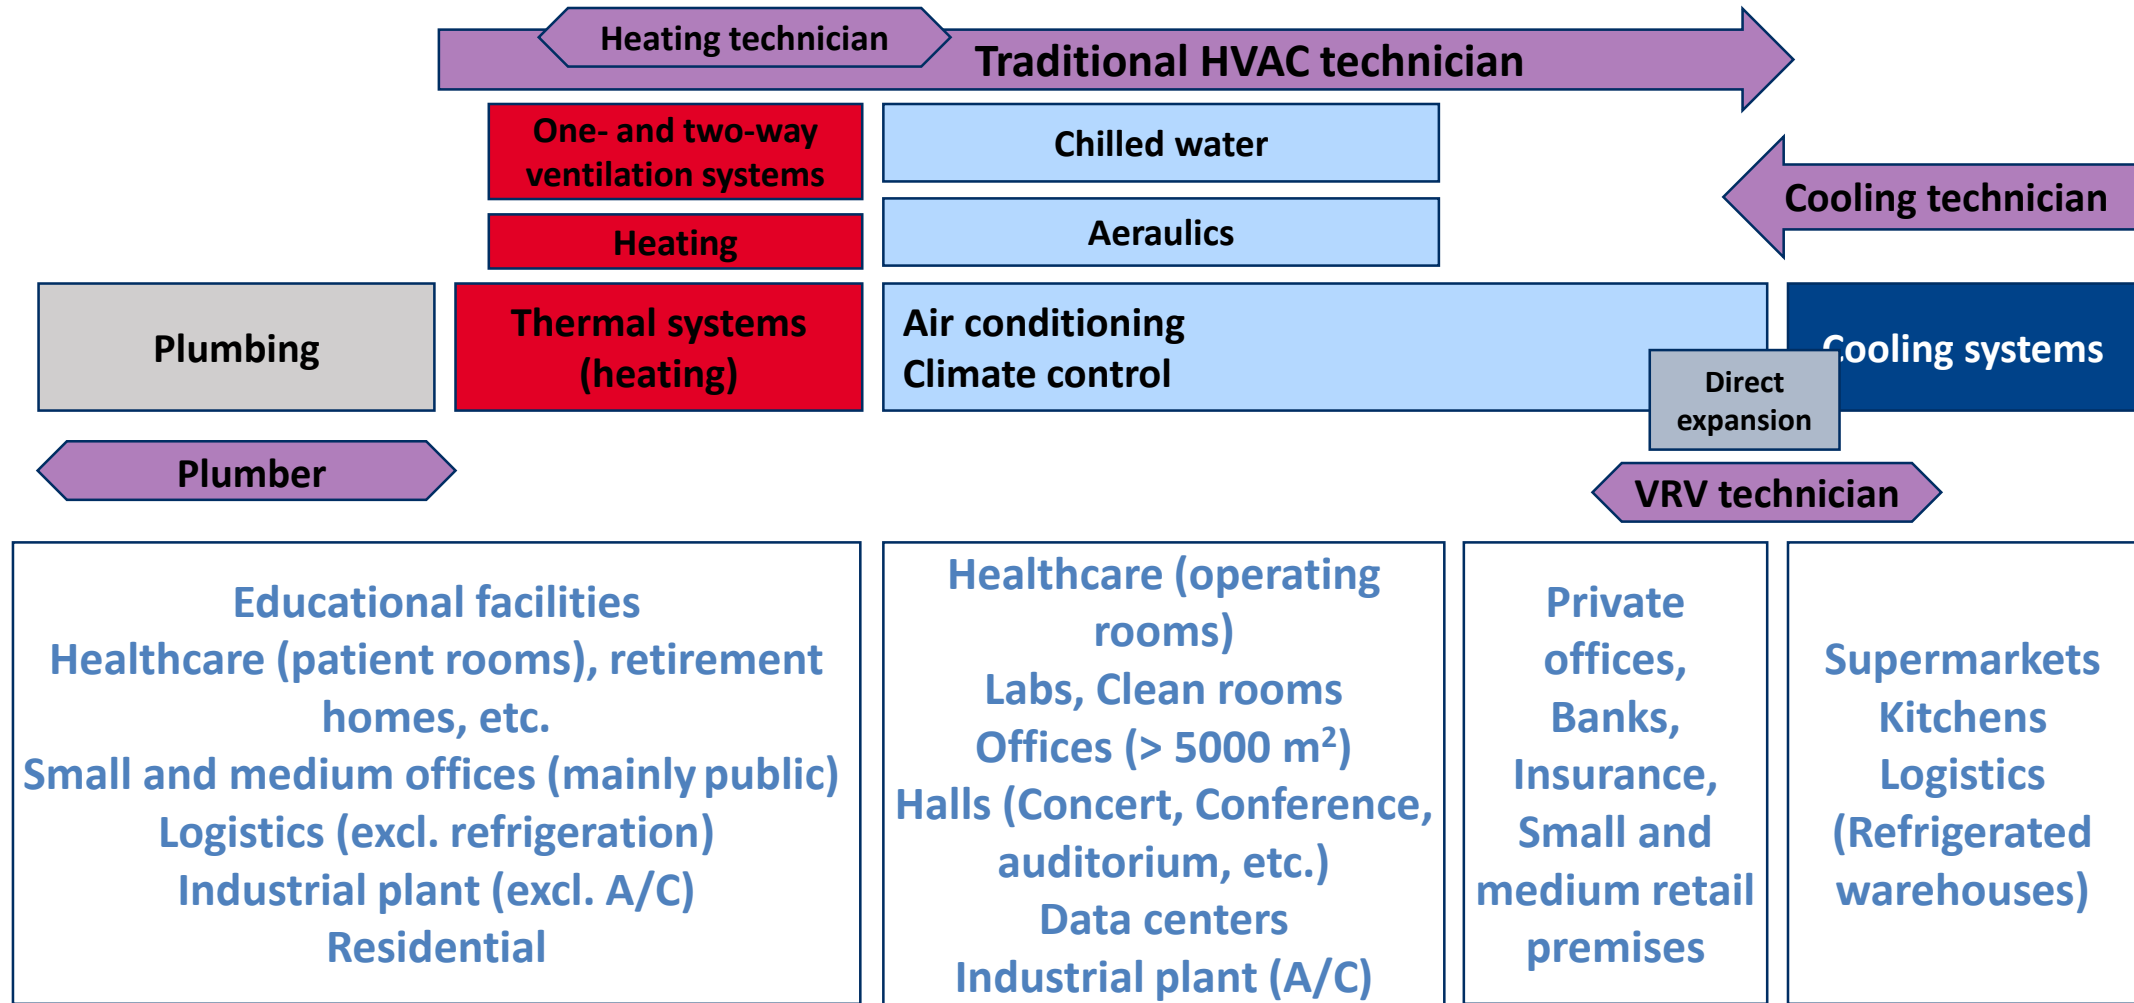 Heating technician
Traditional HVAC technician
One- and two-way
ventilation systems
Chilled water
Cooling technician
Heating
Aeraulics
Plumbing
Thermal systems
(heating)
Air conditioning
Climate control
Cooling systems
Direct
expansion
Plumber
VRV technician
Educational facilities
Healthcare (patient rooms), retirement
homes, etc.
Small and medium offices (mainly public)
Logistics (excl. refrigeration)
Industrial plant (excl. A/C)
Residential
Healthcare (operating
rooms)
Labs, Clean rooms
Offices (> 5000 m²)
Halls (Concert, Conference,
auditorium, etc.)
Data centers
Industrial plant (A/C)
Private
offices,
Banks,
Insurance,
Small and
medium retail
premises
Supermarkets
Kitchens
Logistics
(Refrigerated
warehouses)